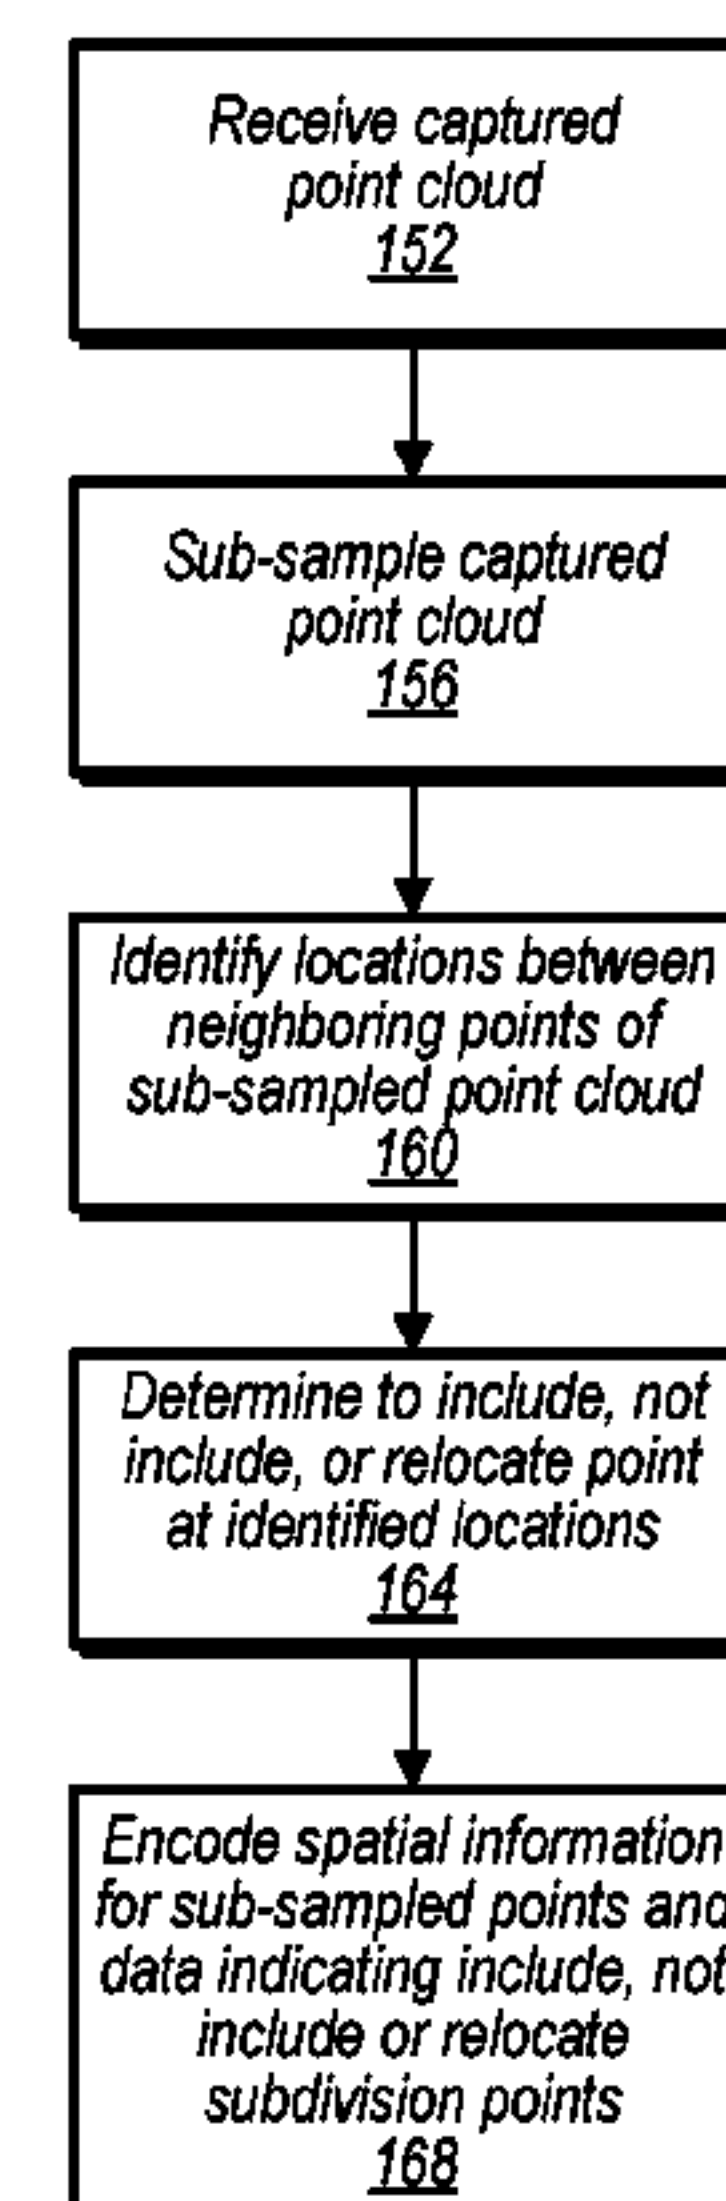 Receive captured
point cloud
152
Sub-sample captured
point cloud
156
Identify locations between
neighboring points of
sub-sampled point cloud
160
Determine to include, not
include, or relocate point
at identified locations
164
Encode spatial information
for sub-sampled points and
data indicating include, not
include or relocate
subdivision points
168